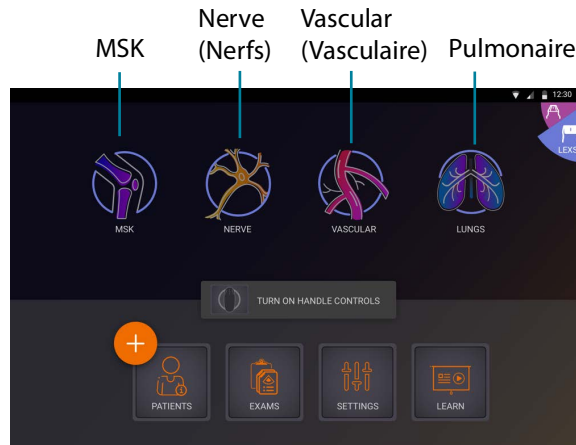 MSK
Nerve
(Nerfs)
Vascular
(Vasculaire)
Pulmonaire
12:30
LEXS
MSK
NERVE
VASCULAR
LUNGS
TURN ON HANDLE CONTROLS
PATIENTS
EXAMS
SETTINGS
LEARN